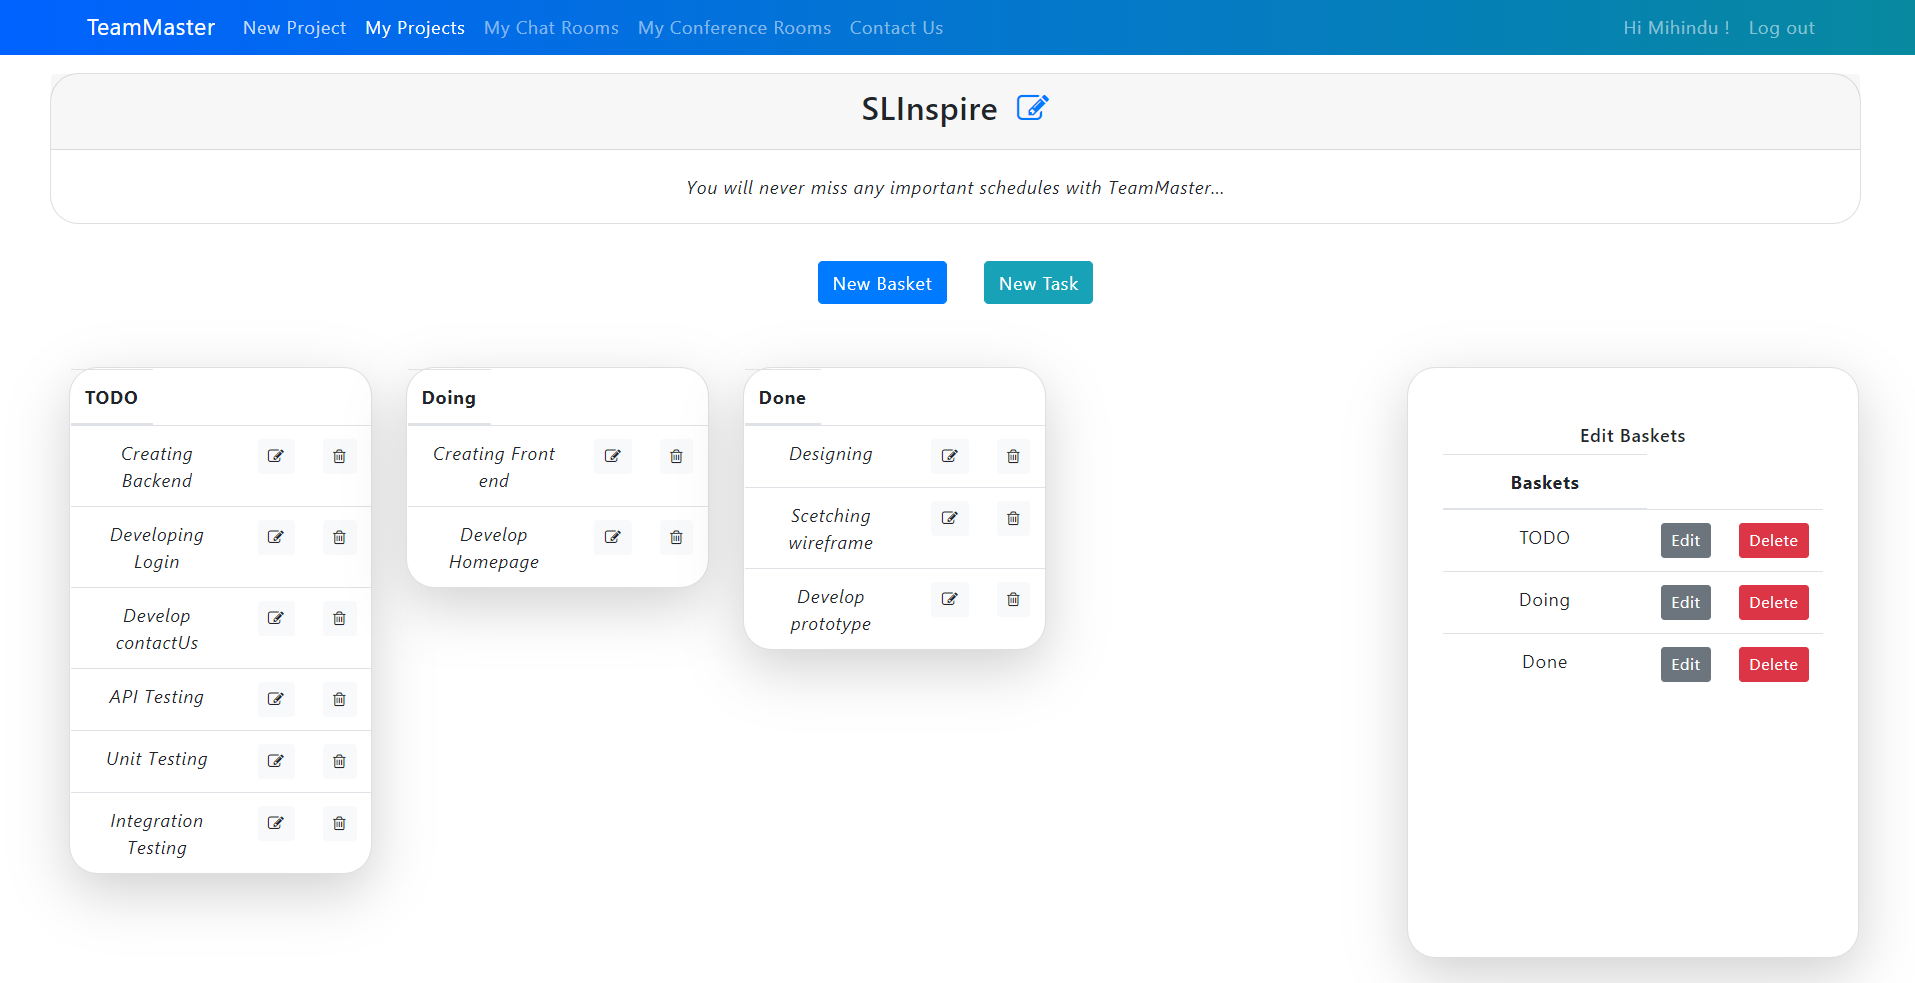 TeamMaster New Project My Projects My Chat Rooms My Conference Rooms Contact Us Hi Mihindu ! Log out
SLInspire
You will never miss any important schedules with TeamMaster...
New Basket New Task
TODO
Creating
Backend
Developing
Login
Develop
contactUs
API Testing
Unit Testing
Integration
Testing
Doing
Creating Front
end
Develop
Homepage
Done
Designing
Scetching
wireframe
Develop
prototype
Edit Baskets
Baskets
TODO Edit Delete
Doing Edit Delete
Done Edit Delete